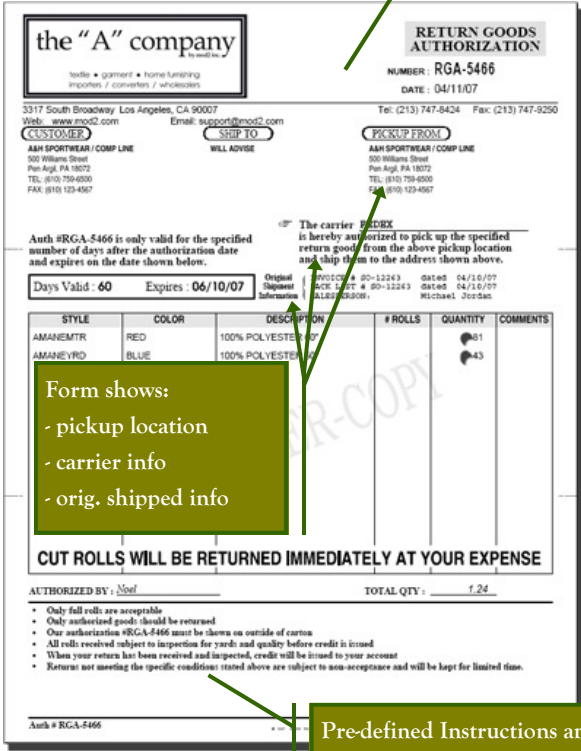 the "A" company
by mod2 inc.
textile • garment • home furnishing
importers / converters / wholesalers
RETURN GOODS
AUTHORIZATION
NUMBER : RGA-5466
DATE : 04/11/07
3317 South Broadway Los Angeles, CA 90007
Tel: (213) 747-8424 Fax: (213) 747-9250
Web: www.mod2.com Email: support@mod2.com
CUSTOMER
SHIP TO
PICKUP FROM
A&H SPORTWEAR / COMP LINE
500 Williams Street
Pen Argil, PA 18072
TEL: (610) 759-6500
FAX: (610) 123-4567
WILL ADVISE
A&H SPORTWEAR / COMP LINE
500 Williams Street
Pen Argil, PA 18072
TEL: (610) 759-6500
FAX: (610) 123-4567
Auth #RGA-5466 is only valid for the specified
number of days after the authorization date
and expires on the date shown below.
☞ The carrier FEDEX
is hereby authorized to pick up the specified
return goods from the above pickup location
and ship them to the address shown above.
Days Valid : 60 Expires : 06/10/07
Original
Shipment
Information
INVOICE # SO-12263 dated 04/10/07
PACK LIST # SO-12263 dated 04/10/07
SALESPERSON: Michael Jordan
STYLE COLOR DESCRIPTION # ROLLS QUANTITY COMMENTS
AMANEMTR RED 100% POLYESTER 60" 81
AMANEYRD BLUE 100% POLYESTER 60" 43
Form shows:
- pickup location
- carrier info
- orig. shipped info
ER-COPY
CUT ROLLS WILL BE RETURNED IMMEDIATELY AT YOUR EXPENSE
AUTHORIZED BY : Noel TOTAL QTY : 1.24
• Only full rolls are acceptable
• Only authorized goods should be returned
• Our authorization #RGA-5466 must be shown on outside of carton
• All rolls received subject to inspection for yards and quality before credit is issued
• When your return has been received and inspected, credit will be issued to your account
• Returns not meeting the specific conditions stated above are subject to non-acceptance and will be kept for limited time.
Auth # RGA-5466
Pre-defined Instructions an